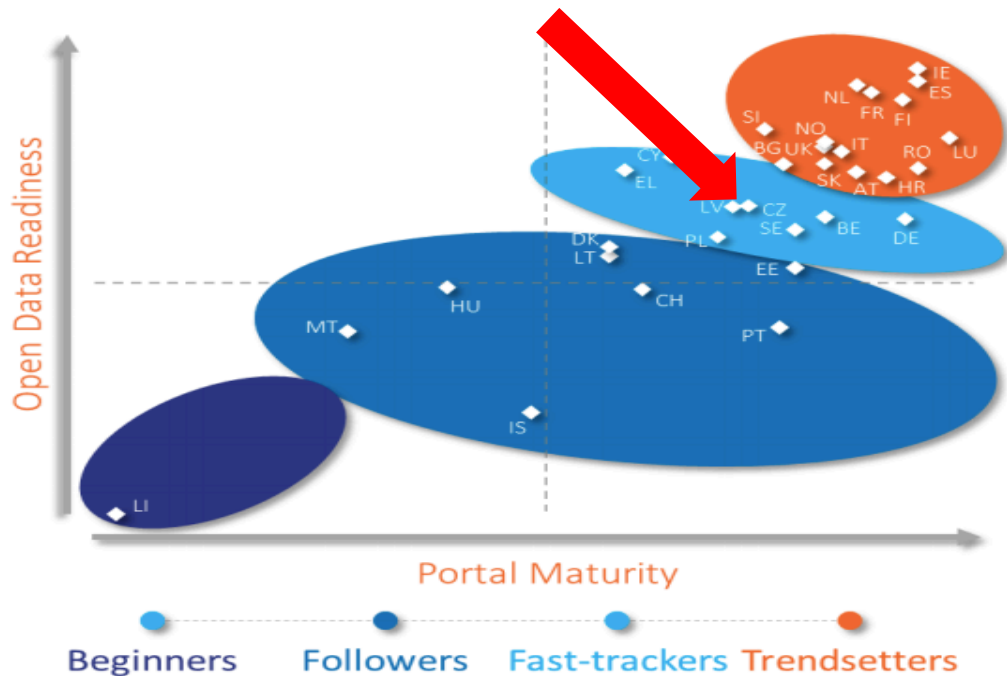 Open Data Readiness
IE
ES
NL
FR
FI
SI
NO
BG
UK
IT
RO
LU
SK
AT
HR
CY
EL
LV
CZ
SE
BE
DE
PL
DK
LT
EE
HU
CH
MT
PT
IS
LI
Portal Maturity
Beginners
Followers
Fast-trackers
Trendsetters